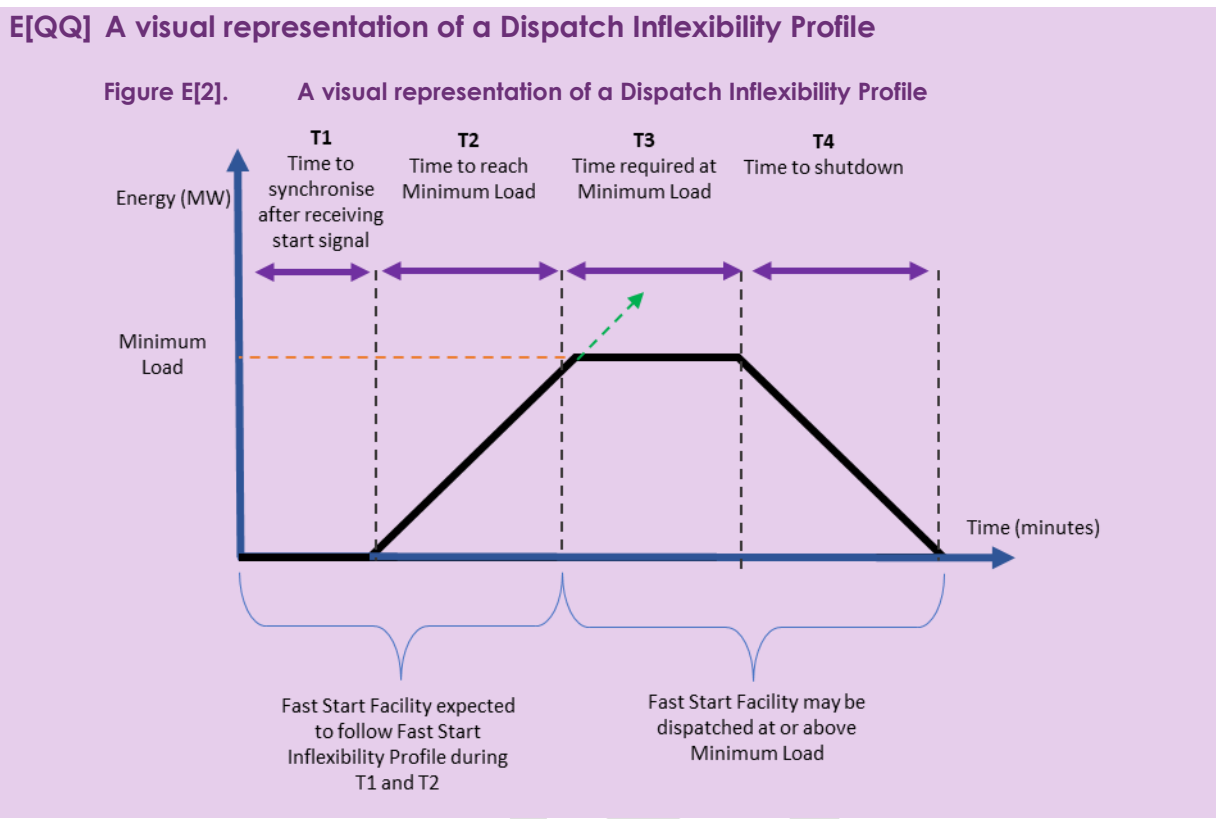 E[QQ] A visual representation of a Dispatch Inflexibility Profile
Figure E[2]. A visual representation of a Dispatch Inflexibility Profile
T1
Time to
synchronise
after receiving
start signal
T2
Time to reach
Minimum Load
T3
Time required at
Minimum Load
T4
Time to shutdown
Energy (MW)
Minimum
Load
Time (minutes)
Fast Start Facility expected
to follow Fast Start
Inflexibility Profile during
T1 and T2
Fast Start Facility may be
dispatched at or above
Minimum Load